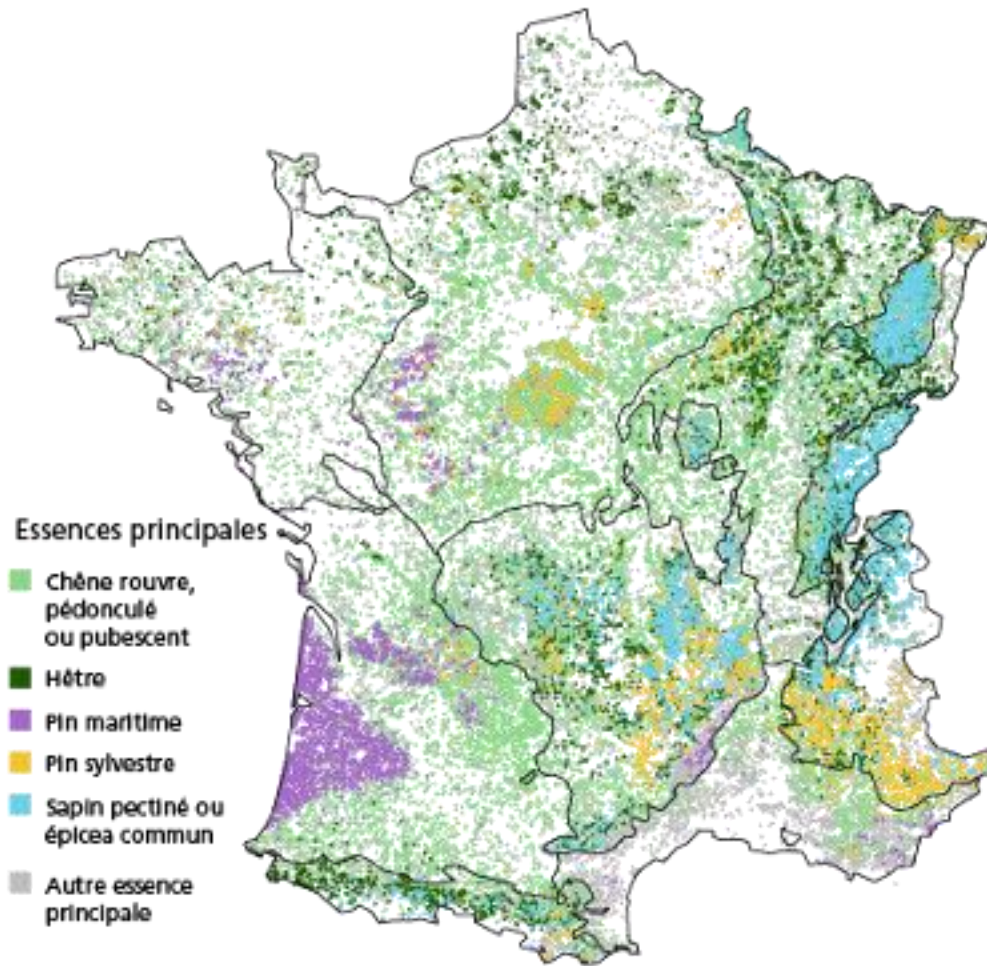 Essences principales
Chêne rouvre,
pédonculé
ou pubescent
Hêtre
Pin maritime
Pin sylvestre
Sapin pectiné ou
épicea commun
Autre essence
principale